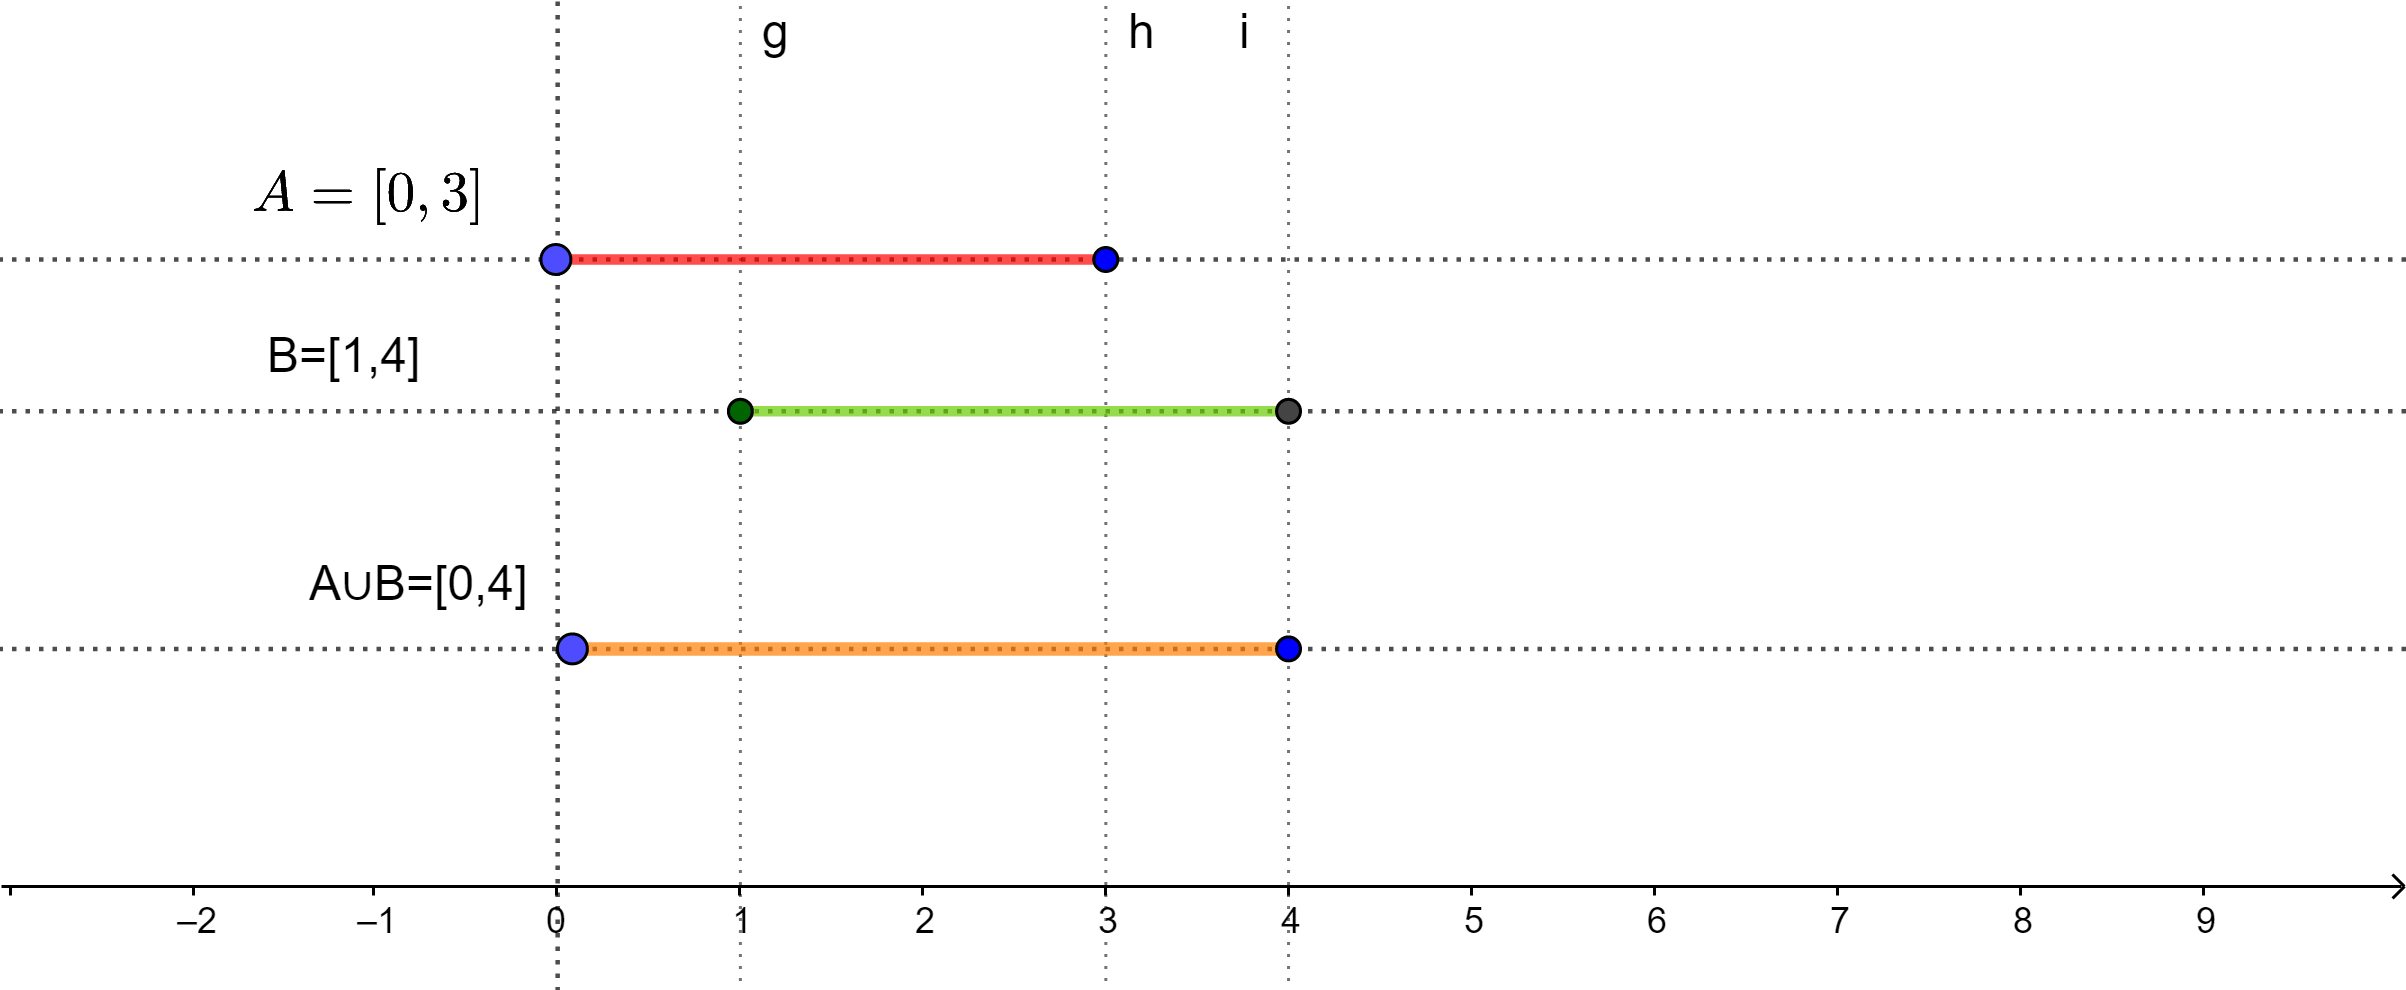 g h i
A = [0, 3]
B=[1,4]
A∪B=[0,4]
–2 –1 0 1 2 3 4 5 6 7 8 9